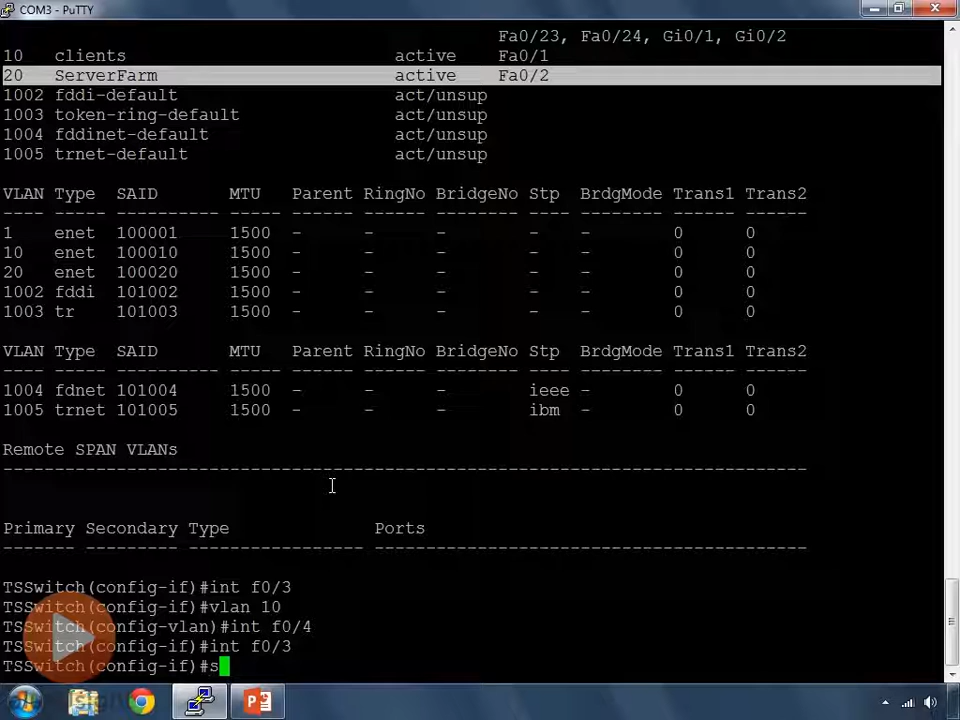 COM3 - PuTTY
Fa0/23, Fa0/24, Gi0/1, Gi0/2
10 clients active Fa0/1
20 ServerFarm active Fa0/2
1002 fddi-default act/unsup
1003 token-ring-default act/unsup
1004 fddinet-default act/unsup
1005 trnet-default act/unsup
VLAN Type SAID MTU Parent RingNo BridgeNo Stp BrdgMode Trans1 Trans2
---- ----- ---------- ----- ------ ------ -------- ---- -------- ------ ------
1 enet 100001 1500 - - - - - 0 0
10 enet 100010 1500 - - - - - 0 0
20 enet 100020 1500 - - - - - 0 0
1002 fddi 101002 1500 - - - - - 0 0
1003 tr 101003 1500 - - - - - 0 0
VLAN Type SAID MTU Parent RingNo BridgeNo Stp BrdgMode Trans1 Trans2
---- ----- ---------- ----- ------ ------ -------- ---- -------- ------ ------
1004 fdnet 101004 1500 - - - ieee - 0 0
1005 trnet 101005 1500 - - - ibm - 0 0
Remote SPAN VLANs
------------------------------------------------------------------------------
Primary Secondary Type Ports
------- --------- ----------------- ------------------------------------------
TSSwitch(config-if)#int f0/3
TSSwitch(config-if)#vlan 10
TSSwitch(config-vlan)#int f0/4
TSSwitch(config-if)#int f0/3
TSSwitch(config-if)#s